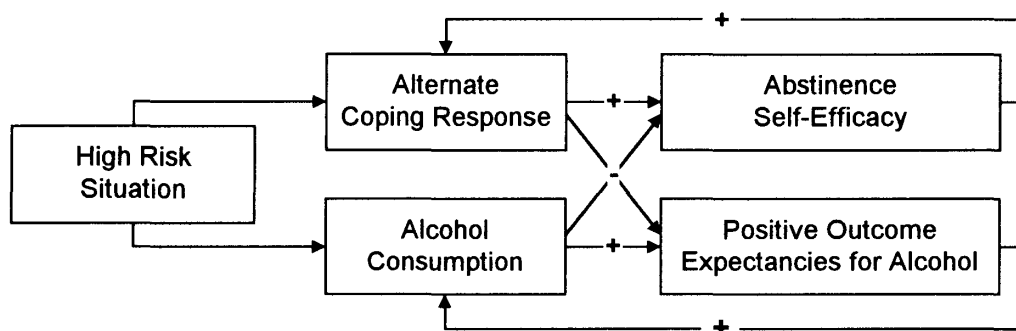 +
Alternate
Coping Response
+
Abstinence
Self-Efficacy
High Risk
Situation
-
Alcohol
Consumption
+
Positive Outcome
Expectancies for Alcohol
+